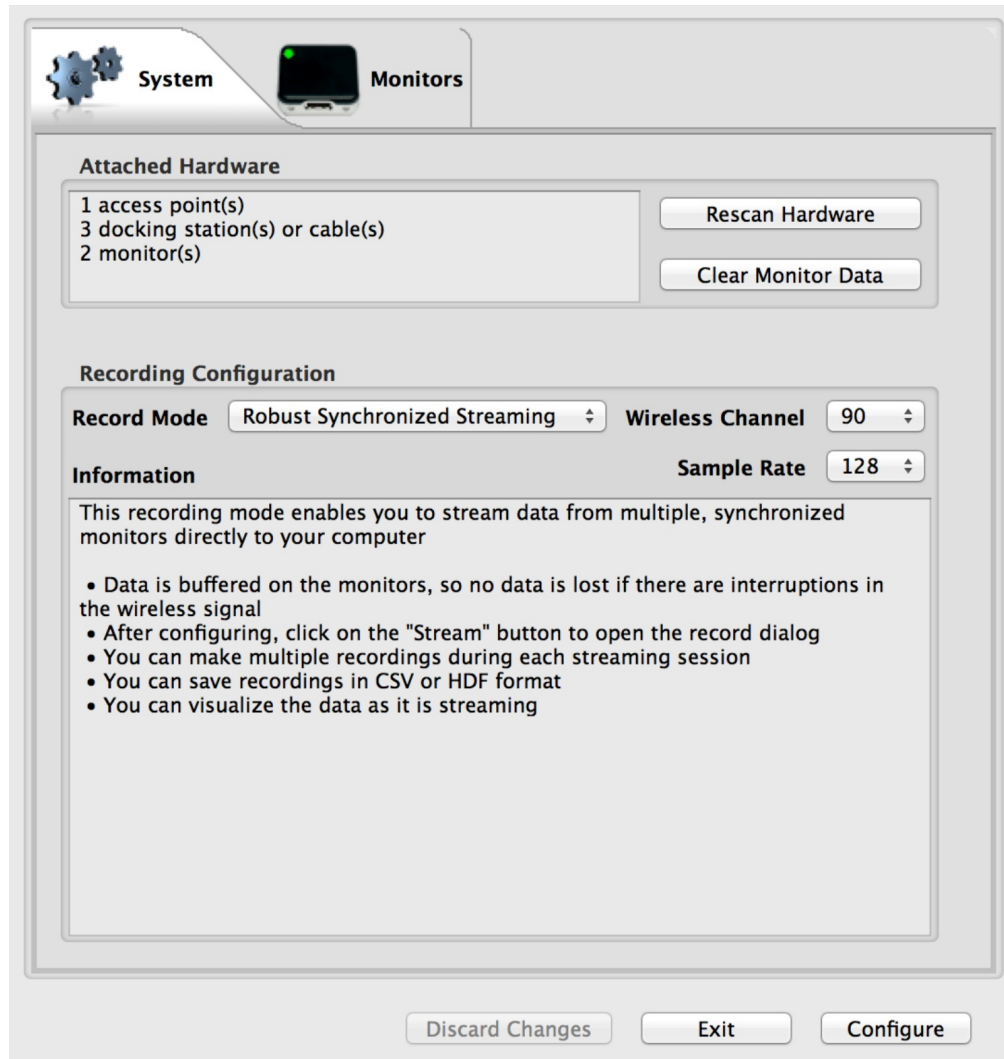 System
Monitors
Attached Hardware
1 access point(s)
3 docking station(s) or cable(s)
2 monitor(s)
Rescan Hardware
Clear Monitor Data
Recording Configuration
Record Mode Robust Synchronized Streaming Wireless Channel 90
Information Sample Rate 128
This recording mode enables you to stream data from multiple, synchronized
monitors directly to your computer
• Data is buffered on the monitors, so no data is lost if there are interruptions in
the wireless signal
• After configuring, click on the "Stream" button to open the record dialog
• You can make multiple recordings during each streaming session
• You can save recordings in CSV or HDF format
• You can visualize the data as it is streaming
Discard Changes Exit Configure